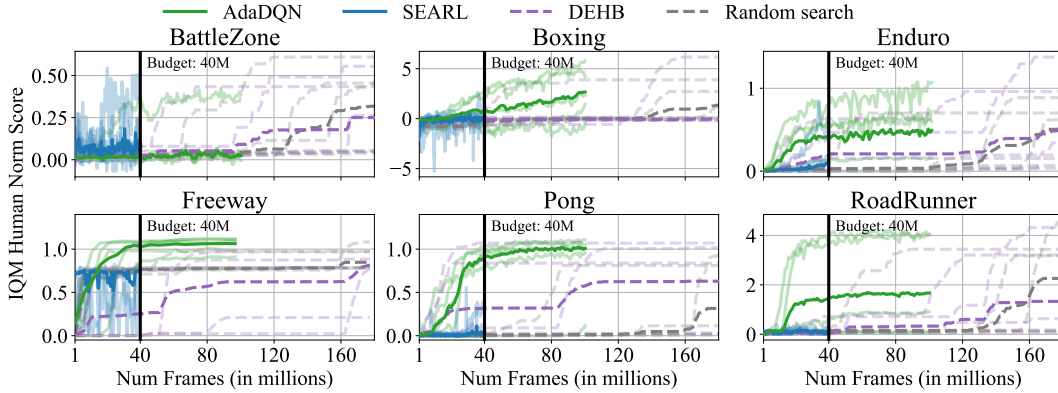 AdaDQN SEARL DEHB Random search
BattleZone Boxing Enduro
IQM Human Norm Score
0.50
0.25
0.00
Budget: 40M
5
0
−5
Budget: 40M
1
0
Budget: 40M
Freeway Pong RoadRunner
1.0
0.5
0.0
Budget: 40M
1.0
0.5
0.0
Budget: 40M
4
2
0
Budget: 40M
1 40 80 120 160
1 40 80 120 160
1 40 80 120 160
Num Frames (in millions) Num Frames (in millions) Num Frames (in millions)